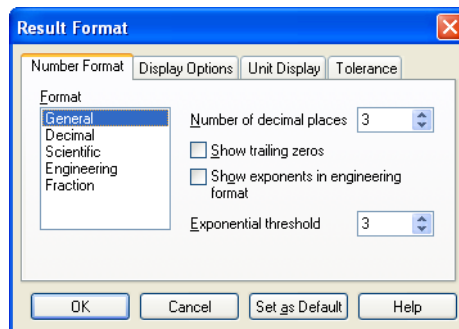 Result Format
Number Format Display Options Unit Display Tolerance
Format
General
Decimal
Scientific
Engineering
Fraction
Number of decimal places 3
Show trailing zeros
Show exponents in engineering
format
Exponential threshold 3
OK Cancel Set as Default Help